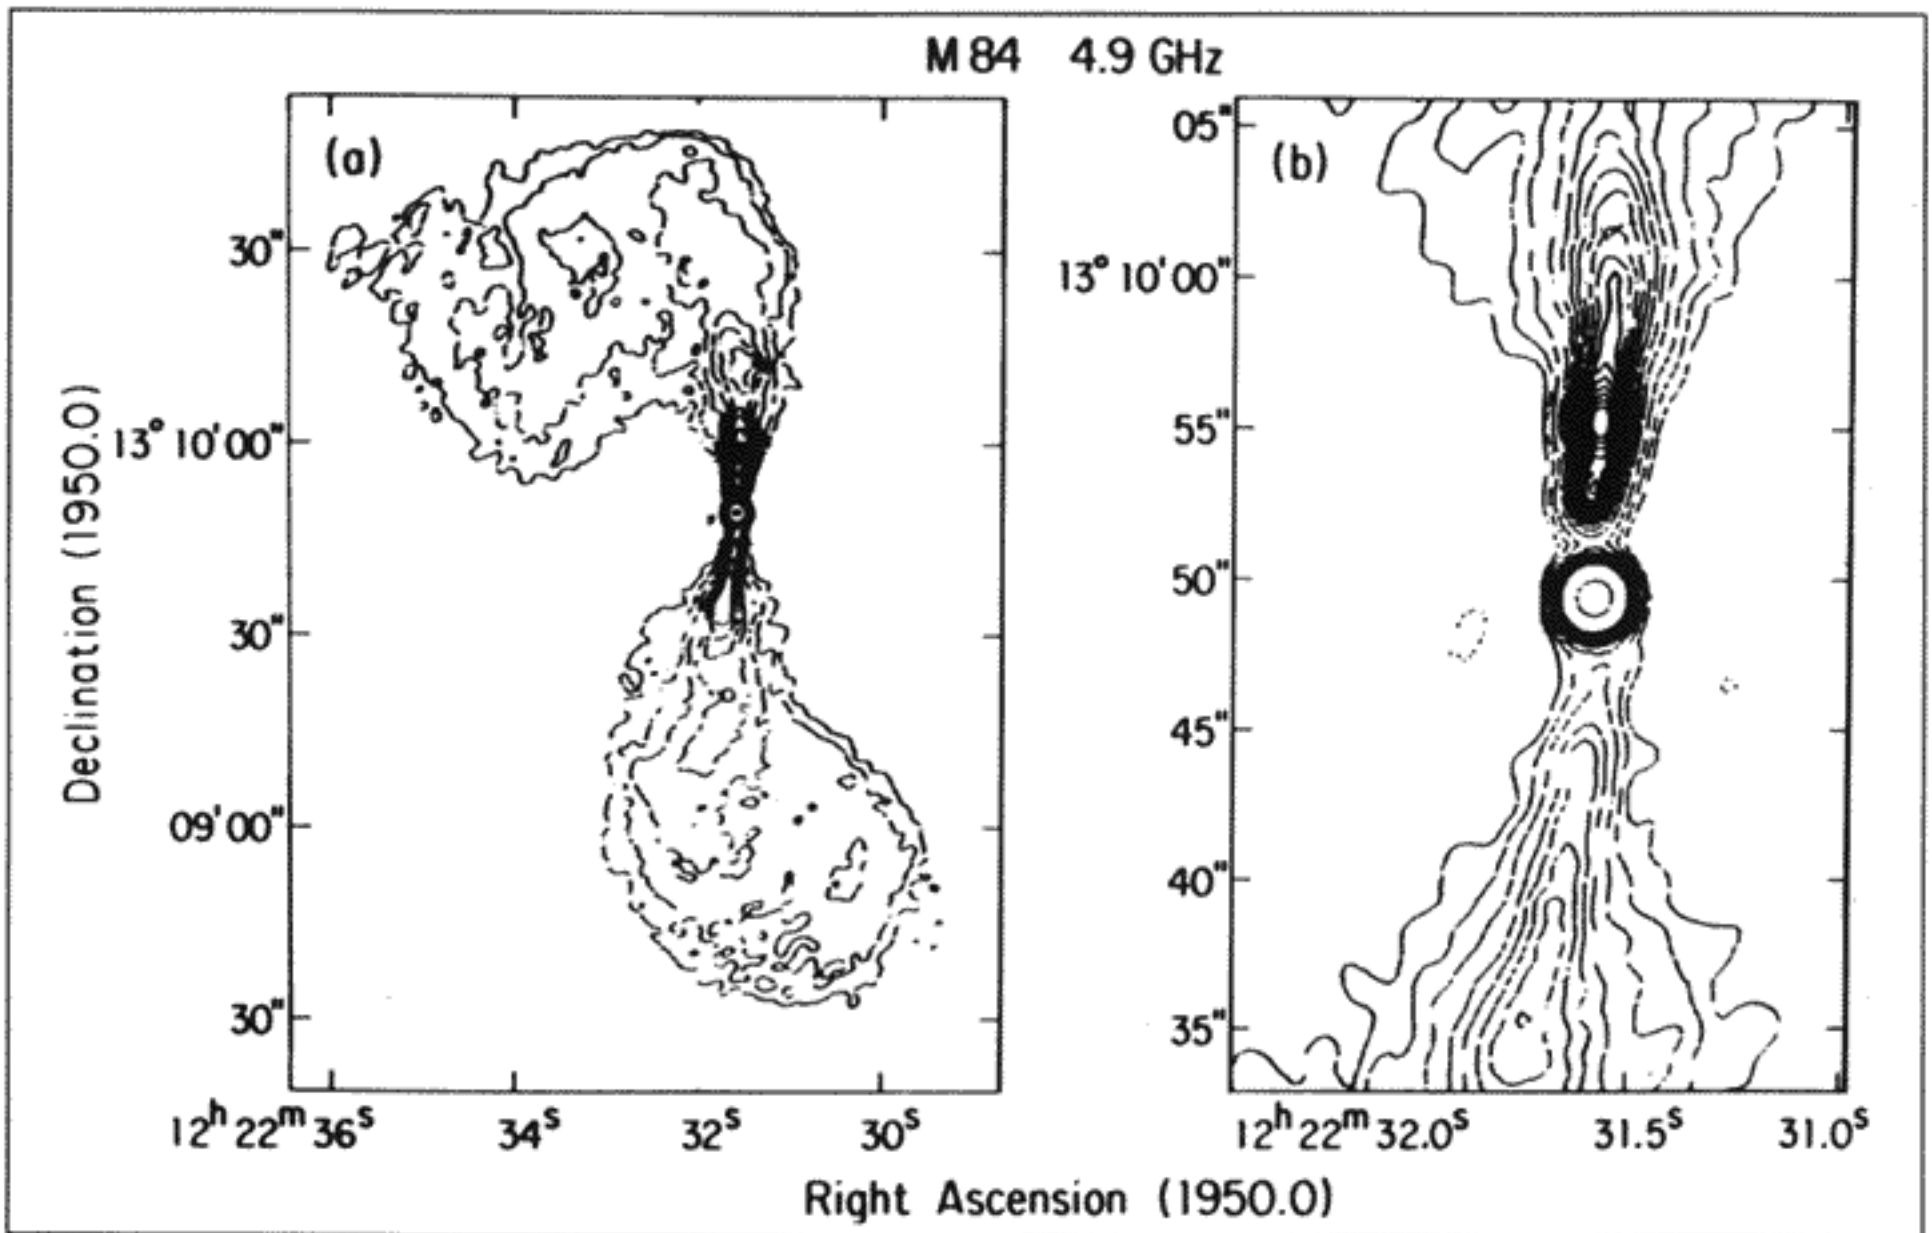 M 84 4.9 GHz
(a)
(b)
Declination (1950.0)
30"
13° 10' 00"
30"
09' 00"
30"
05"
13° 10' 00"
55"
50"
45"
40"
35"
12ʰ 22ᵐ 36ˢ 34ˢ 32ˢ 30ˢ
12ʰ 22ᵐ 32.0ˢ 31.5ˢ 31.0ˢ
Right Ascension (1950.0)